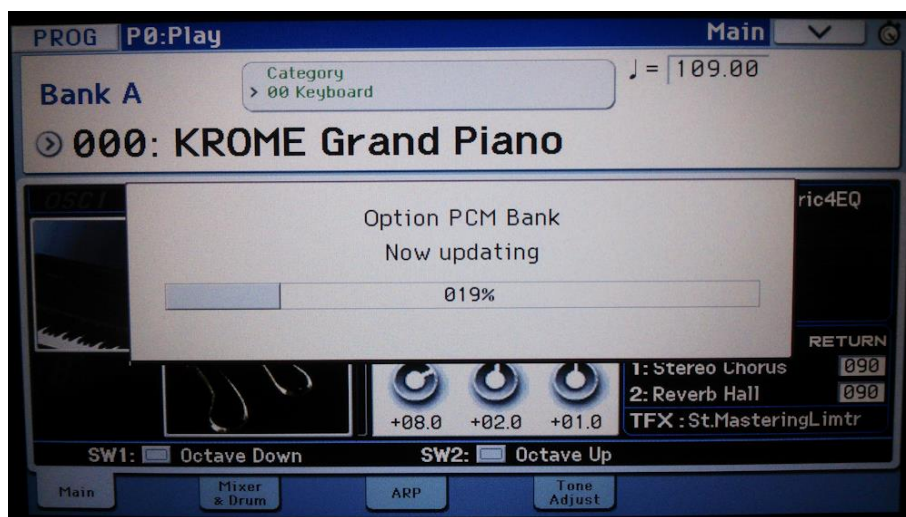 PROG P0:Play Main
Category
♩= 109.00
Bank A > 00 Keyboard
000: KROME Grand Piano
OSC1 ric4EQ
Option PCM Bank
Now updating
019%
RETURN
1: Stereo Chorus 090
2: Reverb Hall 090
+08.0 +02.0 +01.0 TFX : St.MasteringLimtr
SW1: Octave Down SW2: Octave Up
Main Mixer & Drum ARP Tone Adjust